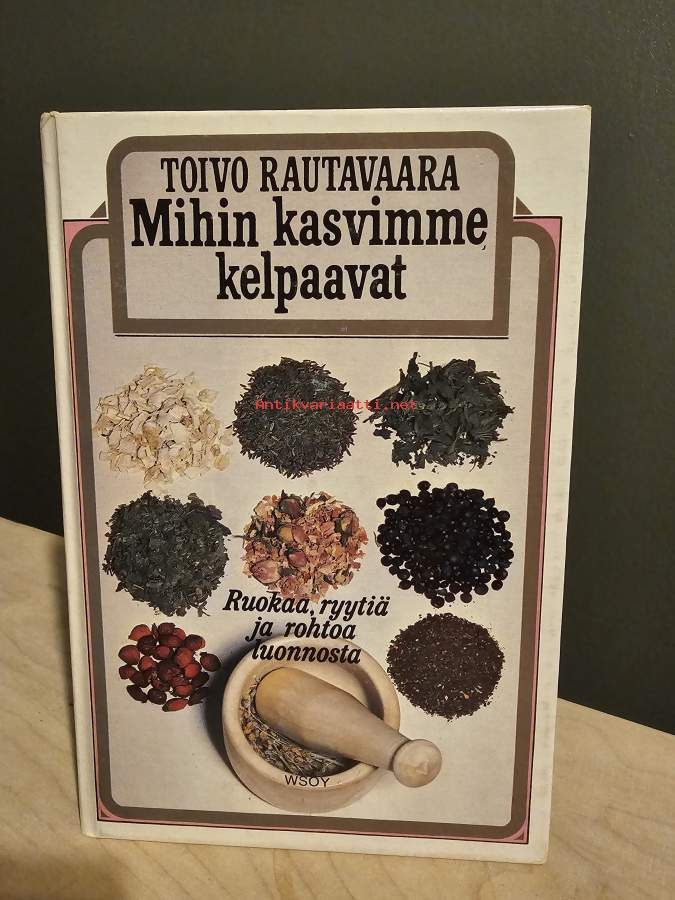 TOIVO RAUTAVAARA
Mihin kasvimme
kelpaavat
Antikvariaatti.net
Ruokaa, ryytiä
ja rohtoa
luonnosta
WSOY